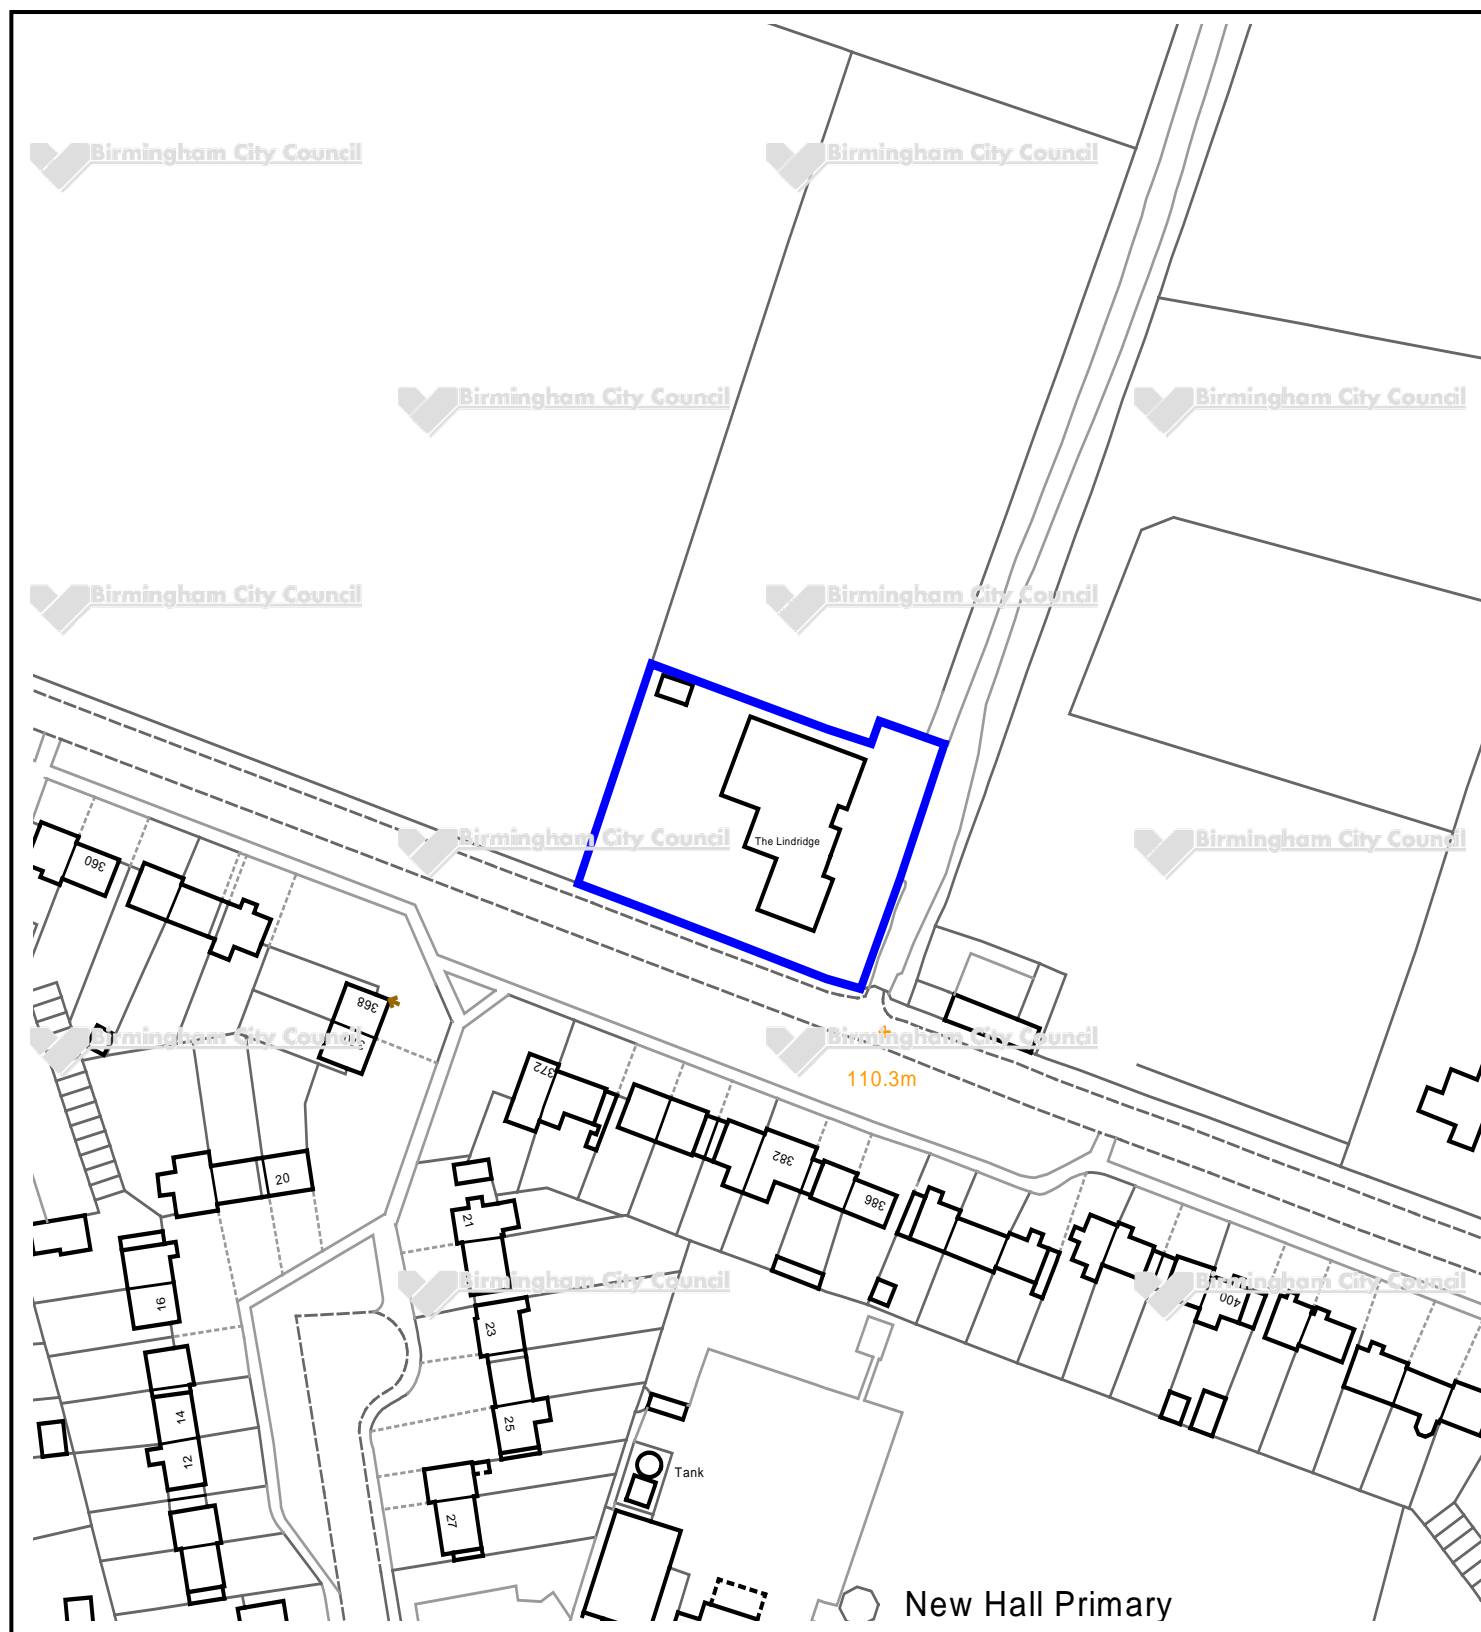 Birmingham City Council
Birmingham City Council
Birmingham City Council
Birmingham City Council
Birmingham City Council
Birmingham City Council
The Lindridge
Birmingham City Council
Birmingham City Council
360
368
Birmingham City Council
Birmingham City Council
110.3m
372
382
386
20
21
Birmingham City Council
Birmingham City Council
400
16
23
14
25
12
Tank
27
New Hall Primary